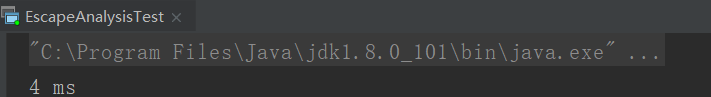 EscapeAnalysisTest ×
"C:\Program Files\Java\jdk1.8.0_101\bin\java.exe" ...
4 ms